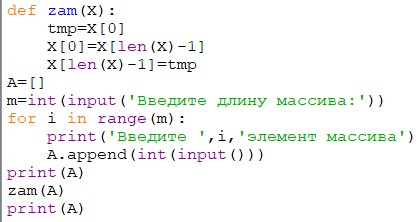 def zam(X):
    tmp=X[0]
    X[0]=X[len(X)-1]
    X[len(X)-1]=tmp
A=[]
m=int(input('Введите длину массива:'))
for i in range(m):
    print('Введите ',i,'элемент массива')
    A.append(int(input()))
print(A)
zam(A)
print(A)